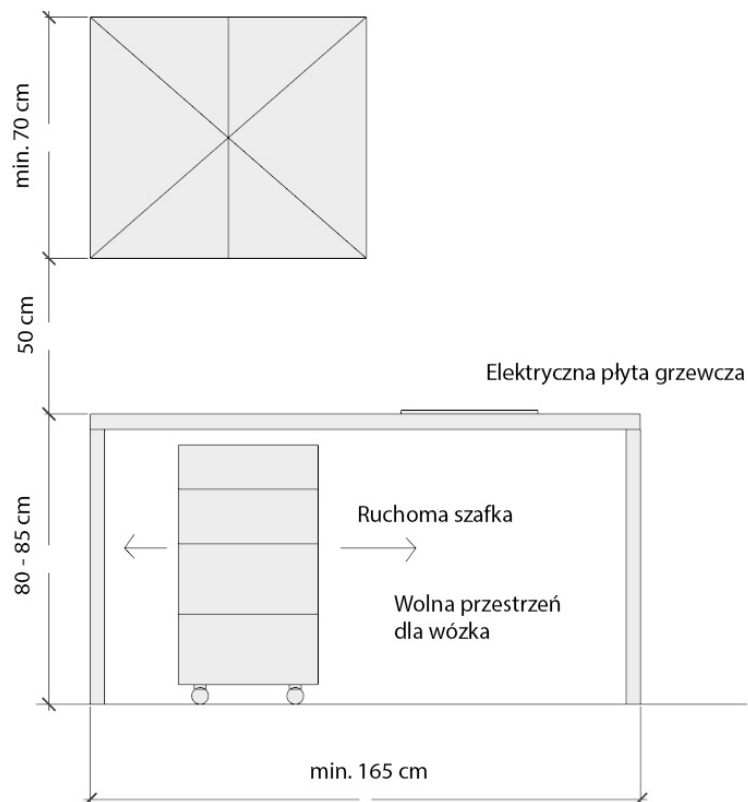 min. 70 cm
50 cm
Elektryczna płyta grzewcza
80 - 85 cm
Ruchoma szafka
Wolna przestrzeń
dla wózka
min. 165 cm